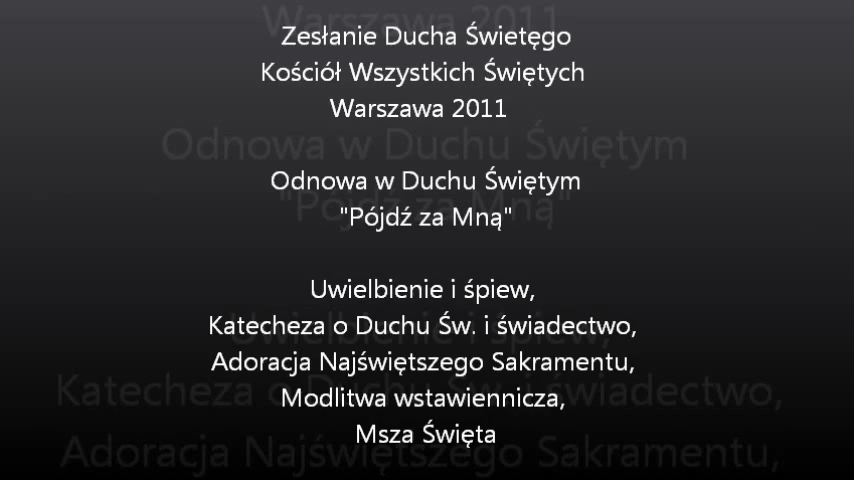 Zesłanie Ducha Świetęgo
Kościół Wszystkich Świętych
Warszawa 2011
Odnowa w Duchu Świętym
"Pójdź za Mną"
Uwielbienie i śpiew,
Katecheza o Duchu Św. i świadectwo,
Adoracja Najświętszego Sakramentu,
Modlitwa wstawiennicza,
Msza Święta